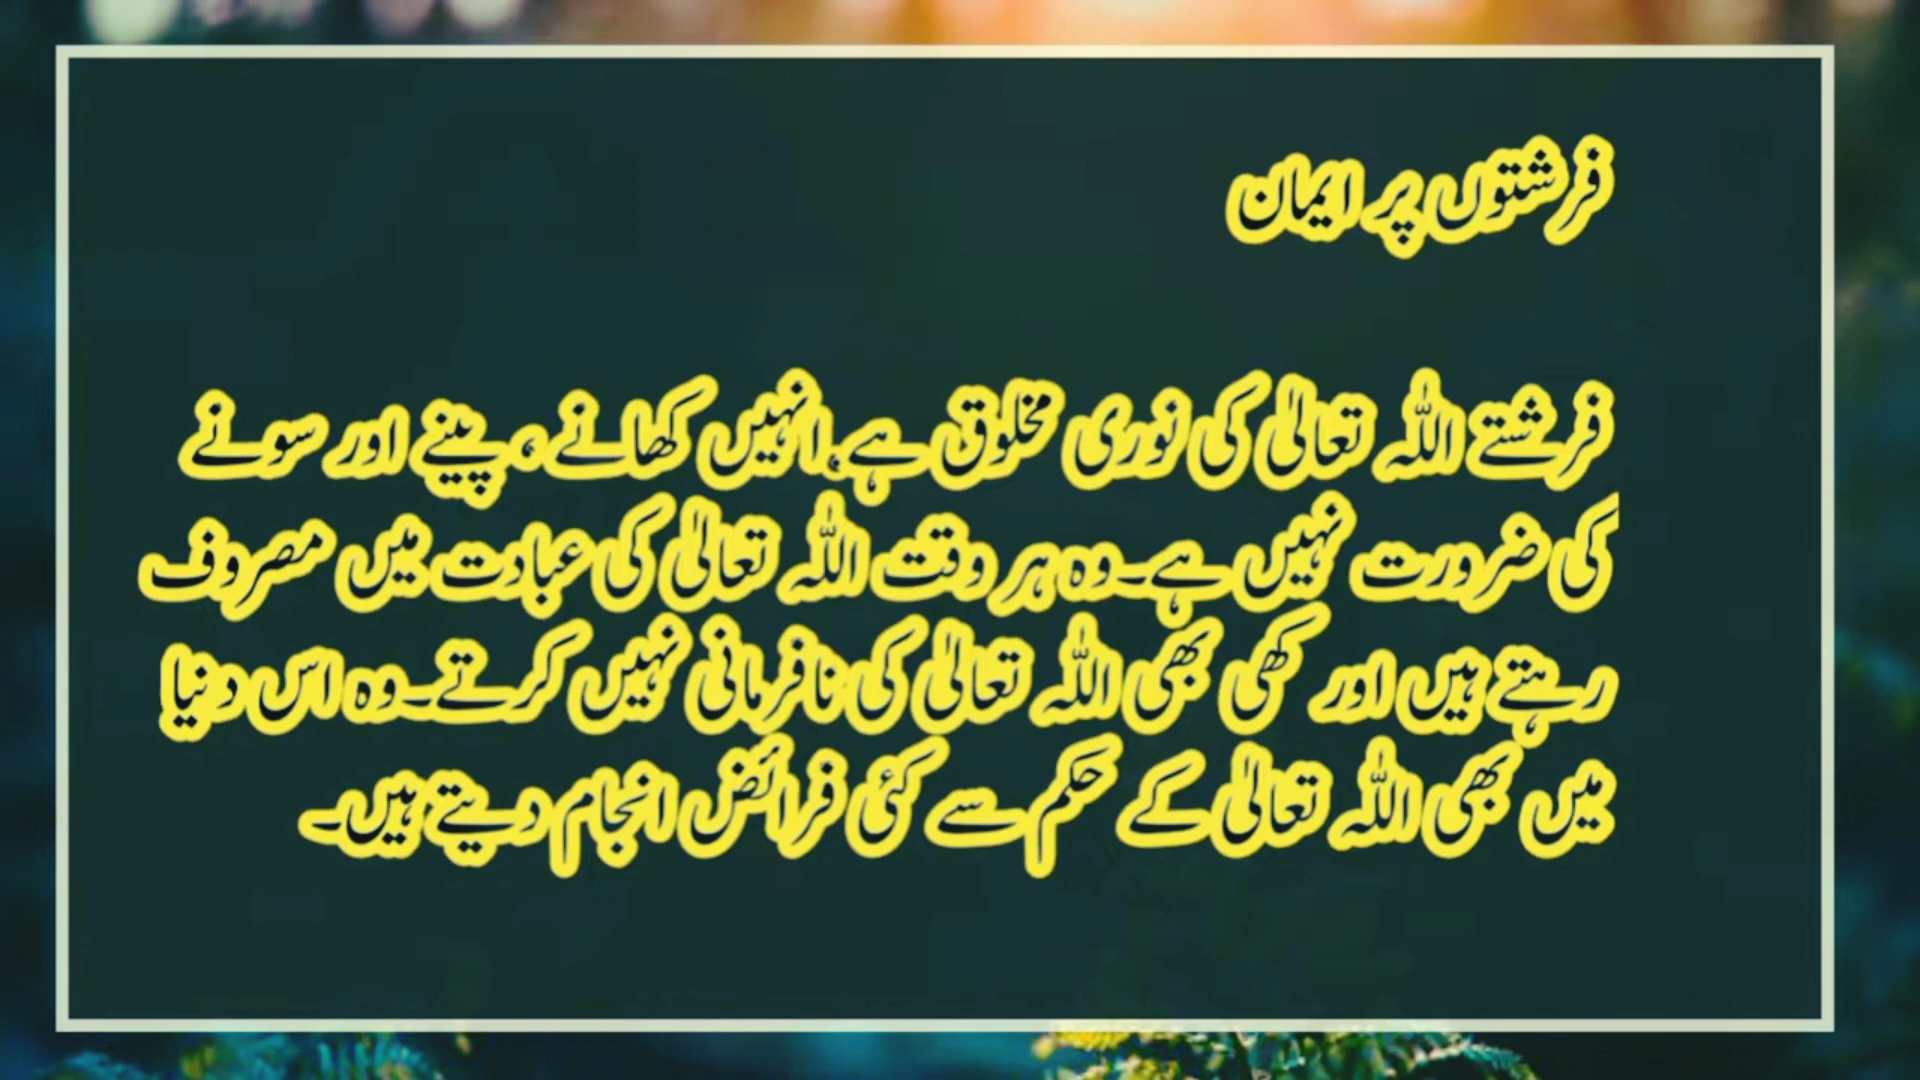 فرشتوں پر ایمان
فرشتے اللہ تعالیٰ کی نوری مخلوق ہے۔انہیں کھانے ، پینے اور سونے
کی ضرورت نہیں ہے۔وہ ہر وقت اللہ تعالیٰ کی عبادت میں مصروف
رہتے ہیں اور کھی بھی اللہ تعالیٰ کی نافرمانی نہیں کرتے۔وہ اس دنیا
میں بھی اللہ تعالیٰ کے حکم سے کئی فرائض انجام دیتے ہیں۔